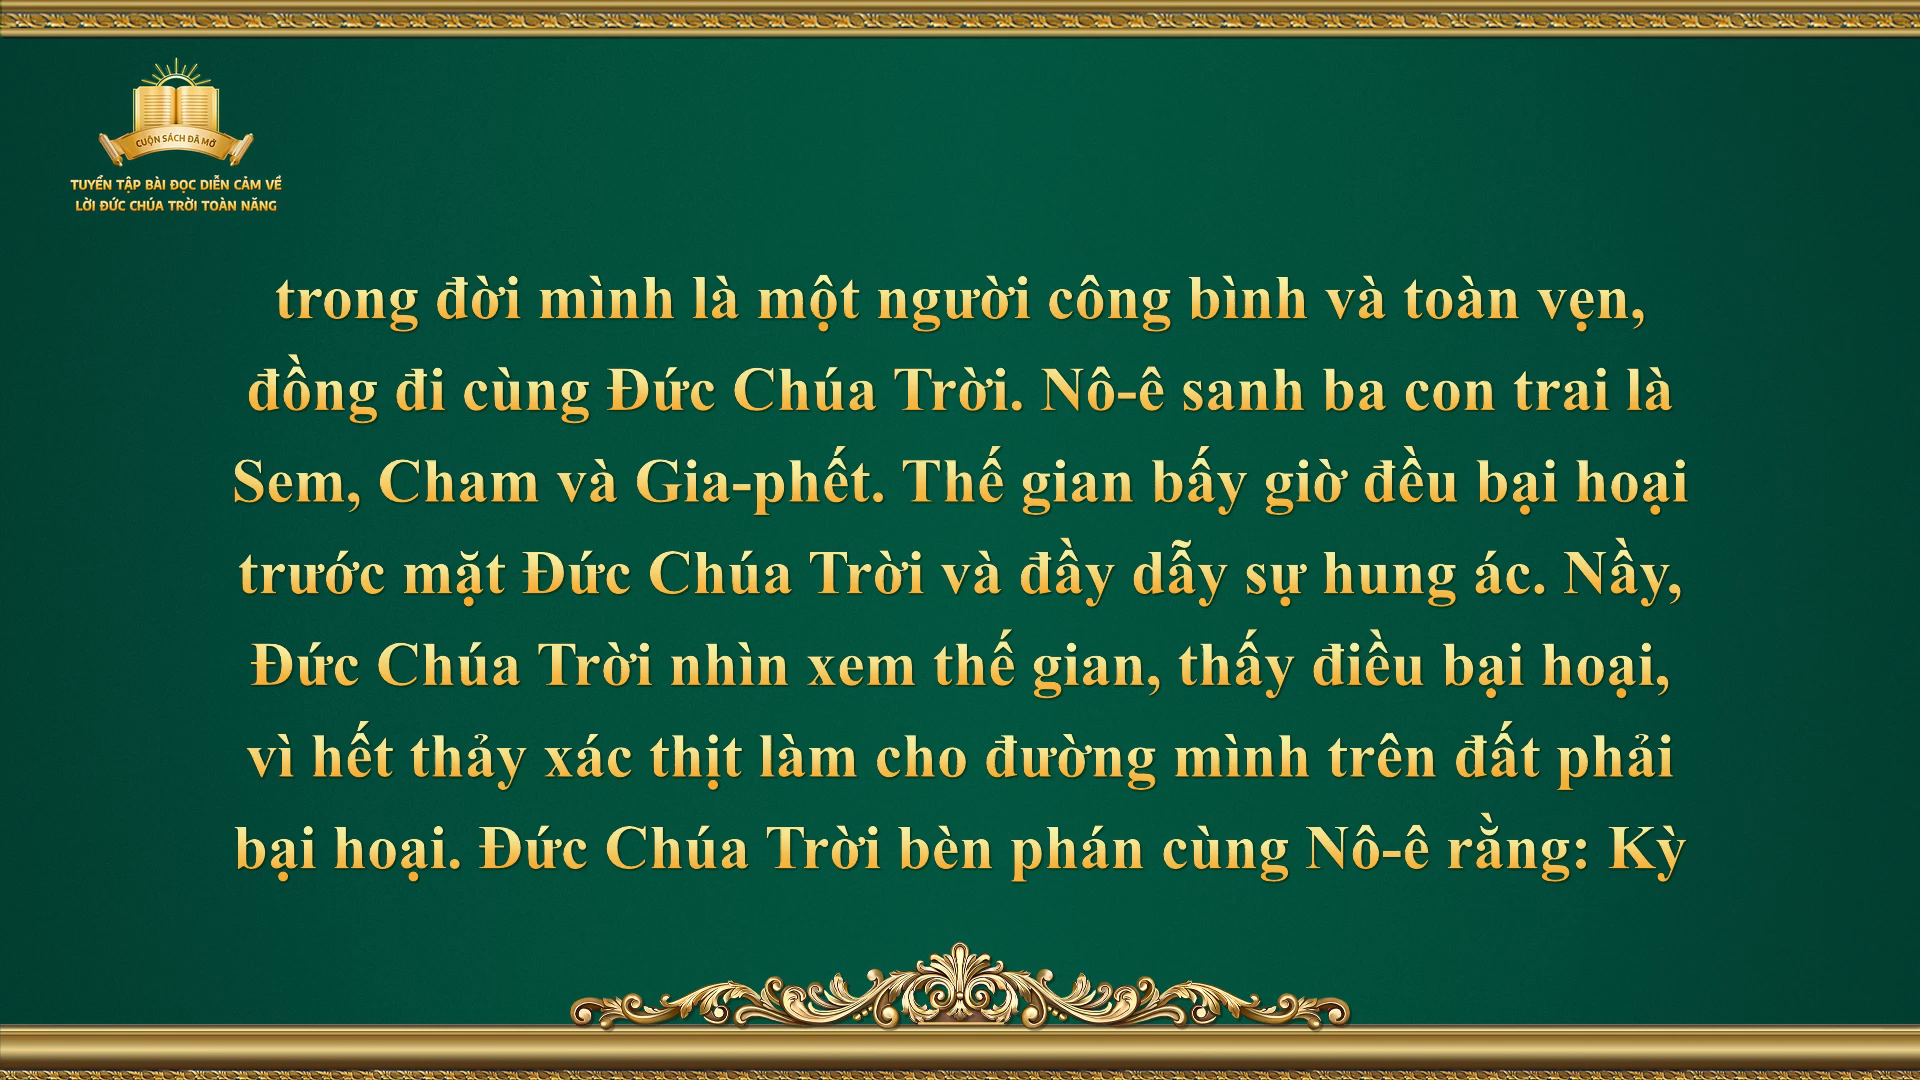 CUỘN SÁCH ĐÃ MỞ
TUYỂN TẬP BÀI ĐỌC DIỄN CẢM VỀ
LỜI ĐỨC CHÚA TRỜI TOÀN NĂNG
trong đời mình là một người công bình và toàn vẹn,
đồng đi cùng Đức Chúa Trời. Nô-ê sanh ba con trai là
Sem, Cham và Gia-phết. Thế gian bấy giờ đều bại hoại
trước mặt Đức Chúa Trời và đầy dẫy sự hung ác. Nầy,
Đức Chúa Trời nhìn xem thế gian, thấy điều bại hoại,
vì hết thảy xác thịt làm cho đường mình trên đất phải
bại hoại. Đức Chúa Trời bèn phán cùng Nô-ê rằng: Kỳ